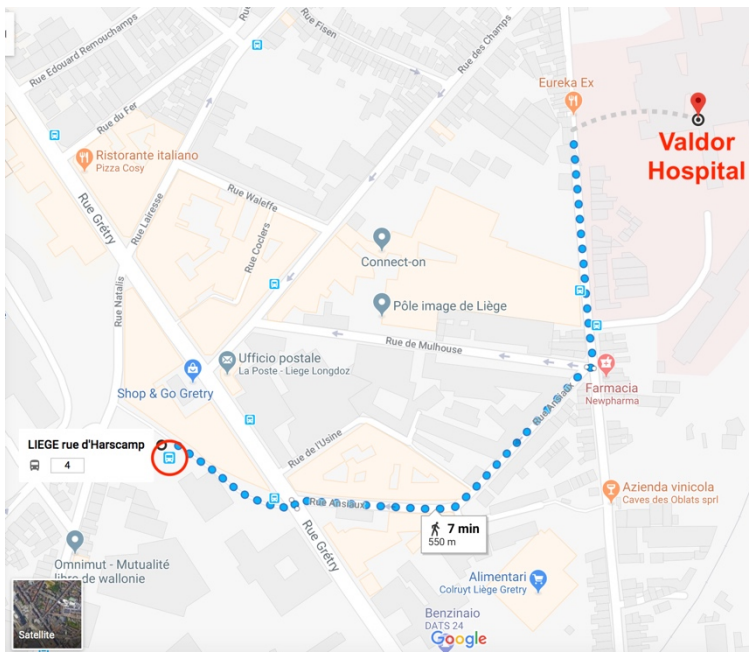 Rue Edouard Remouchamps
Rue Fisen
Rue des Champs
Eureka Ex
Rue du Fer
Ristorante italiano
Pizza Cosy
Valdor
Hospital
Rue Grétry
Rue Lairesse
Rue Waleffe
Rue Coclers
Connect-on
Rue Natalis
Pôle image de Liège
Rue de Mulhouse
Ufficio postale
La Poste - Liege Longdoz
Shop & Go Gretry
Farmacia
Newpharma
Rue Ansiaux
LIEGE rue d'Harscamp
4
Rue de l'Usine
Azienda vinicola
Caves des Oblats sprl
Rue Ansiaux
7 min
550 m
Rue Grétry
Omnimut - Mutualité
libre de wallonie
Alimentari
Colruyt Liège Gretry
Benzinaio
DATS 24
Google
Satellite